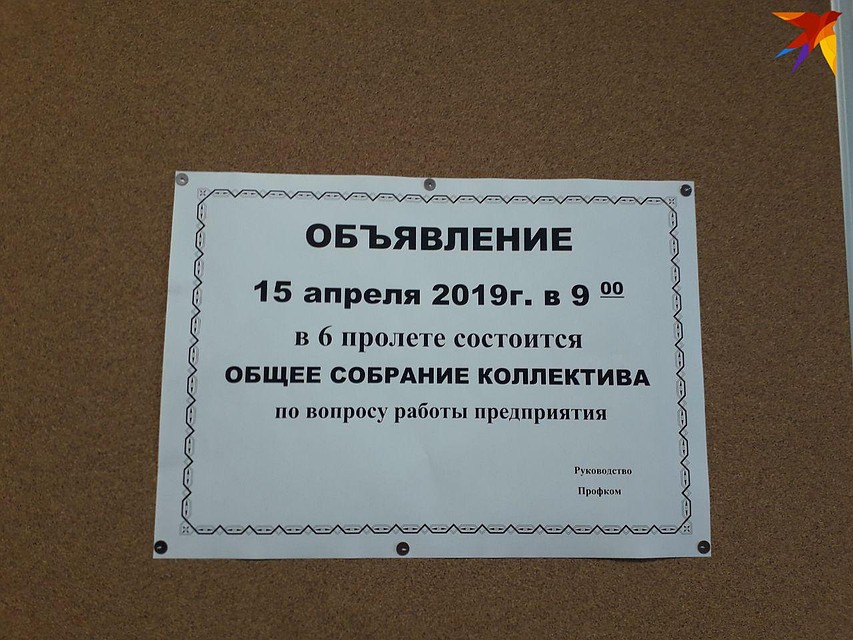 ОБЪЯВЛЕНИЕ
15 апреля 2019г. в 9 00
в 6 пролете состоится
ОБЩЕЕ СОБРАНИЕ КОЛЛЕКТИВА
по вопросу работы предприятия
Руководство
Профком